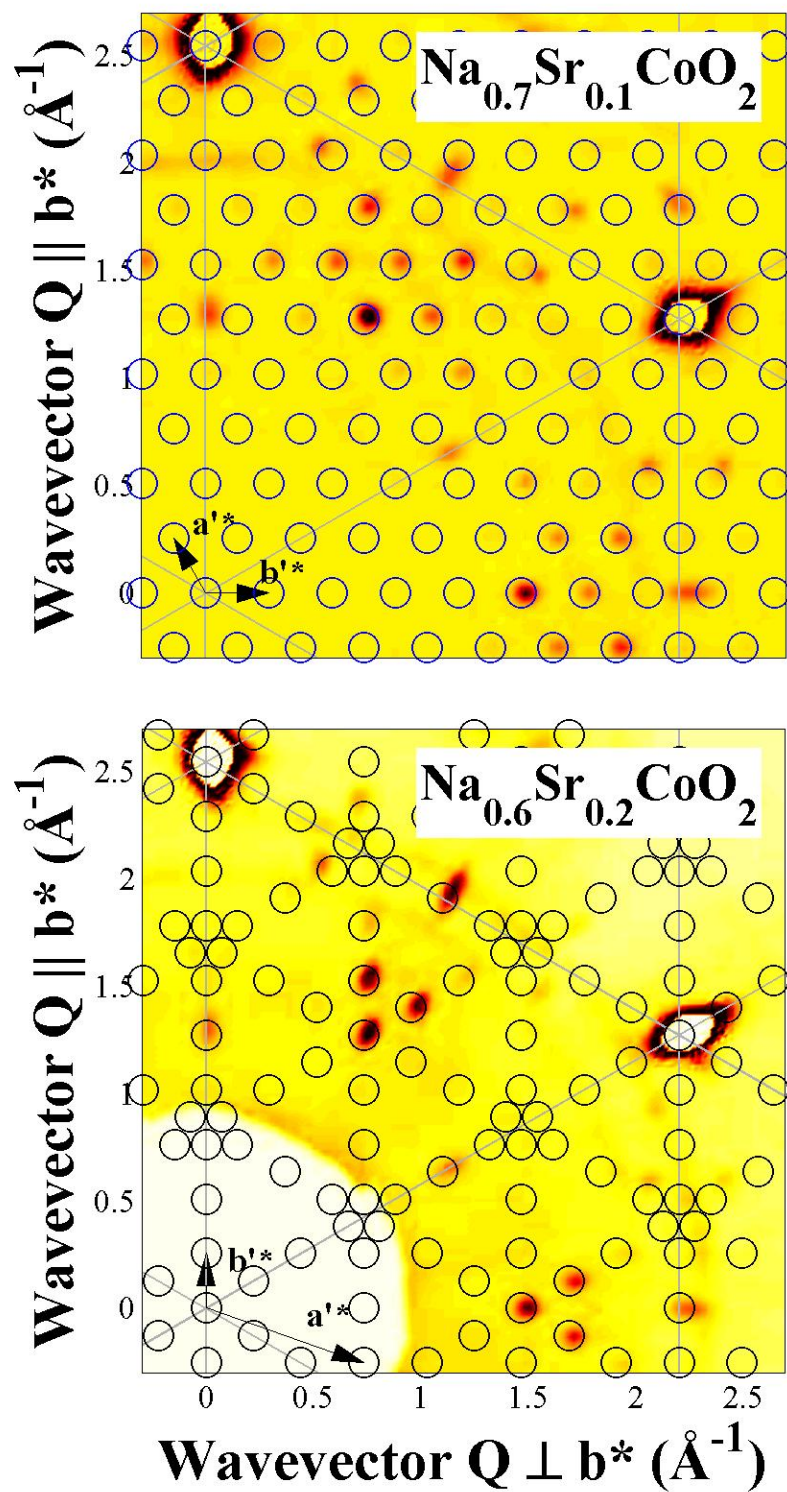 Na0.7Sr0.1CoO2
Wavevector Q || b* (Å-1)
2.5
2
1.5
1
0.5
0
a'*
b'*
Na0.6Sr0.2CoO2
Wavevector Q || b* (Å-1)
2.5
2
1.5
1
0.5
0
b'*
a'*
0 0.5 1 1.5 2 2.5
Wavevector Q ⊥ b* (Å-1)